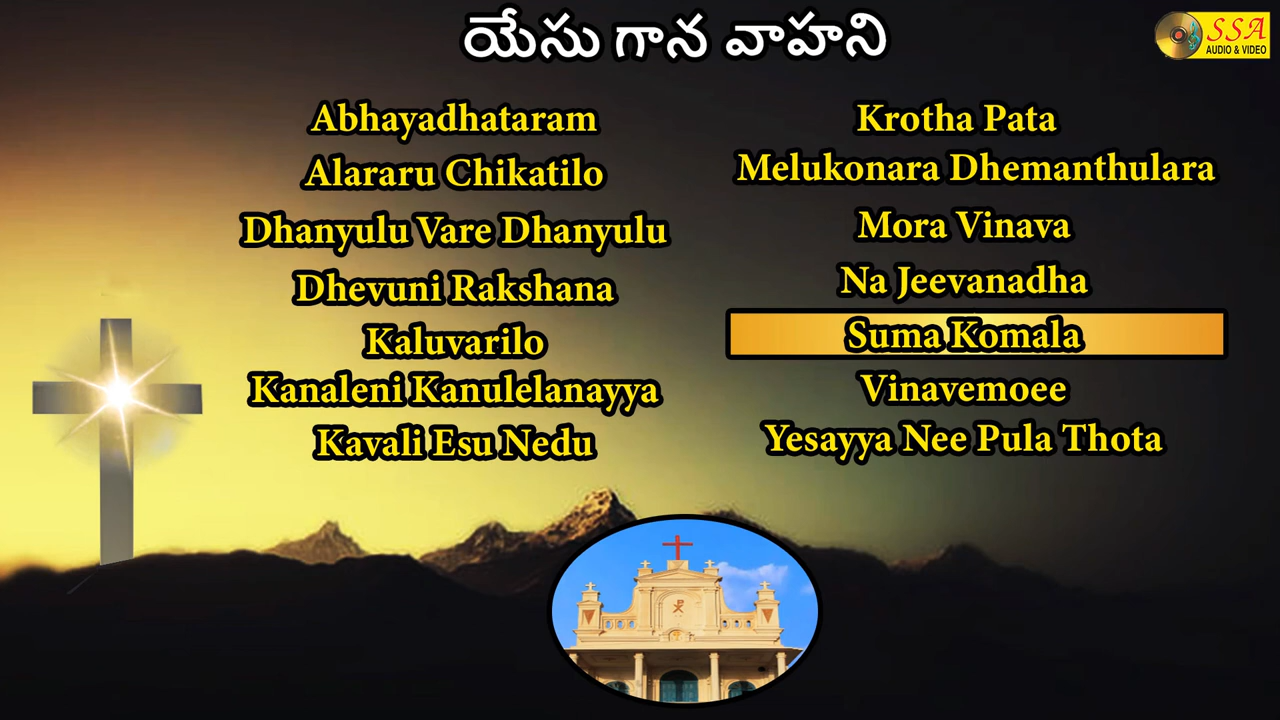 యేసు గాన వాహని
SSA
AUDIO & VIDEO
Abhayadhataram
Alararu Chikatilo
Dhanyulu Vare Dhanyulu
Dhevuni Rakshana
Kaluvarilo
Kanaleni Kanulelanayya
Kavali Esu Nedu
Krotha Pata
Melukonara Dhemanthulara
Mora Vinava
Na Jeevanadha
Suma Komala
Vinavemoee
Yesayya Nee Pula Thota